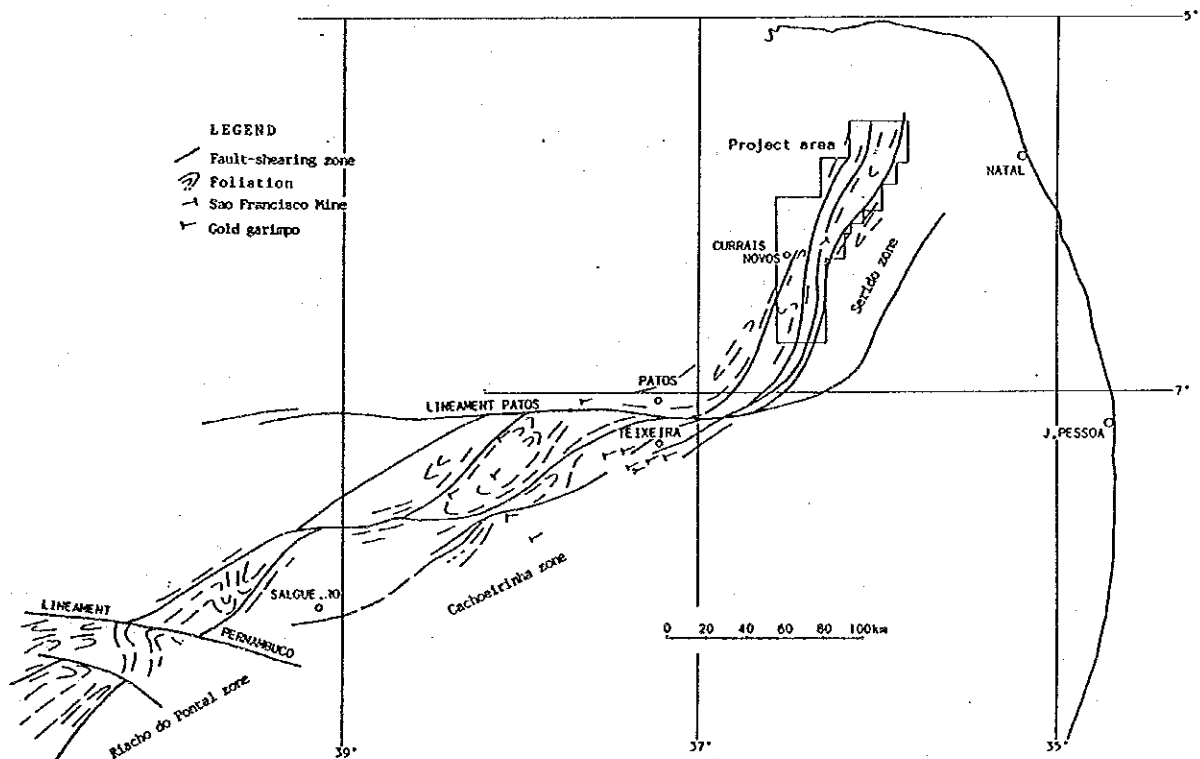 5°
LEGEND
Fault-shearing zone
Foliation
Sao Francisco Mine
Gold garimpo
Project area
NATAL
CURRAIS
NOVOS
Serido zone
PATOS
7°
LINEAMENT PATOS
TEIXEIRA
J.PESSOA
SALGUE..RO
Cachoeirinha zone
LINEAMENT
PERNAMBUCO
0 20 40 60 80 100km
Riacho do Pontal zone
39°
37°
35°